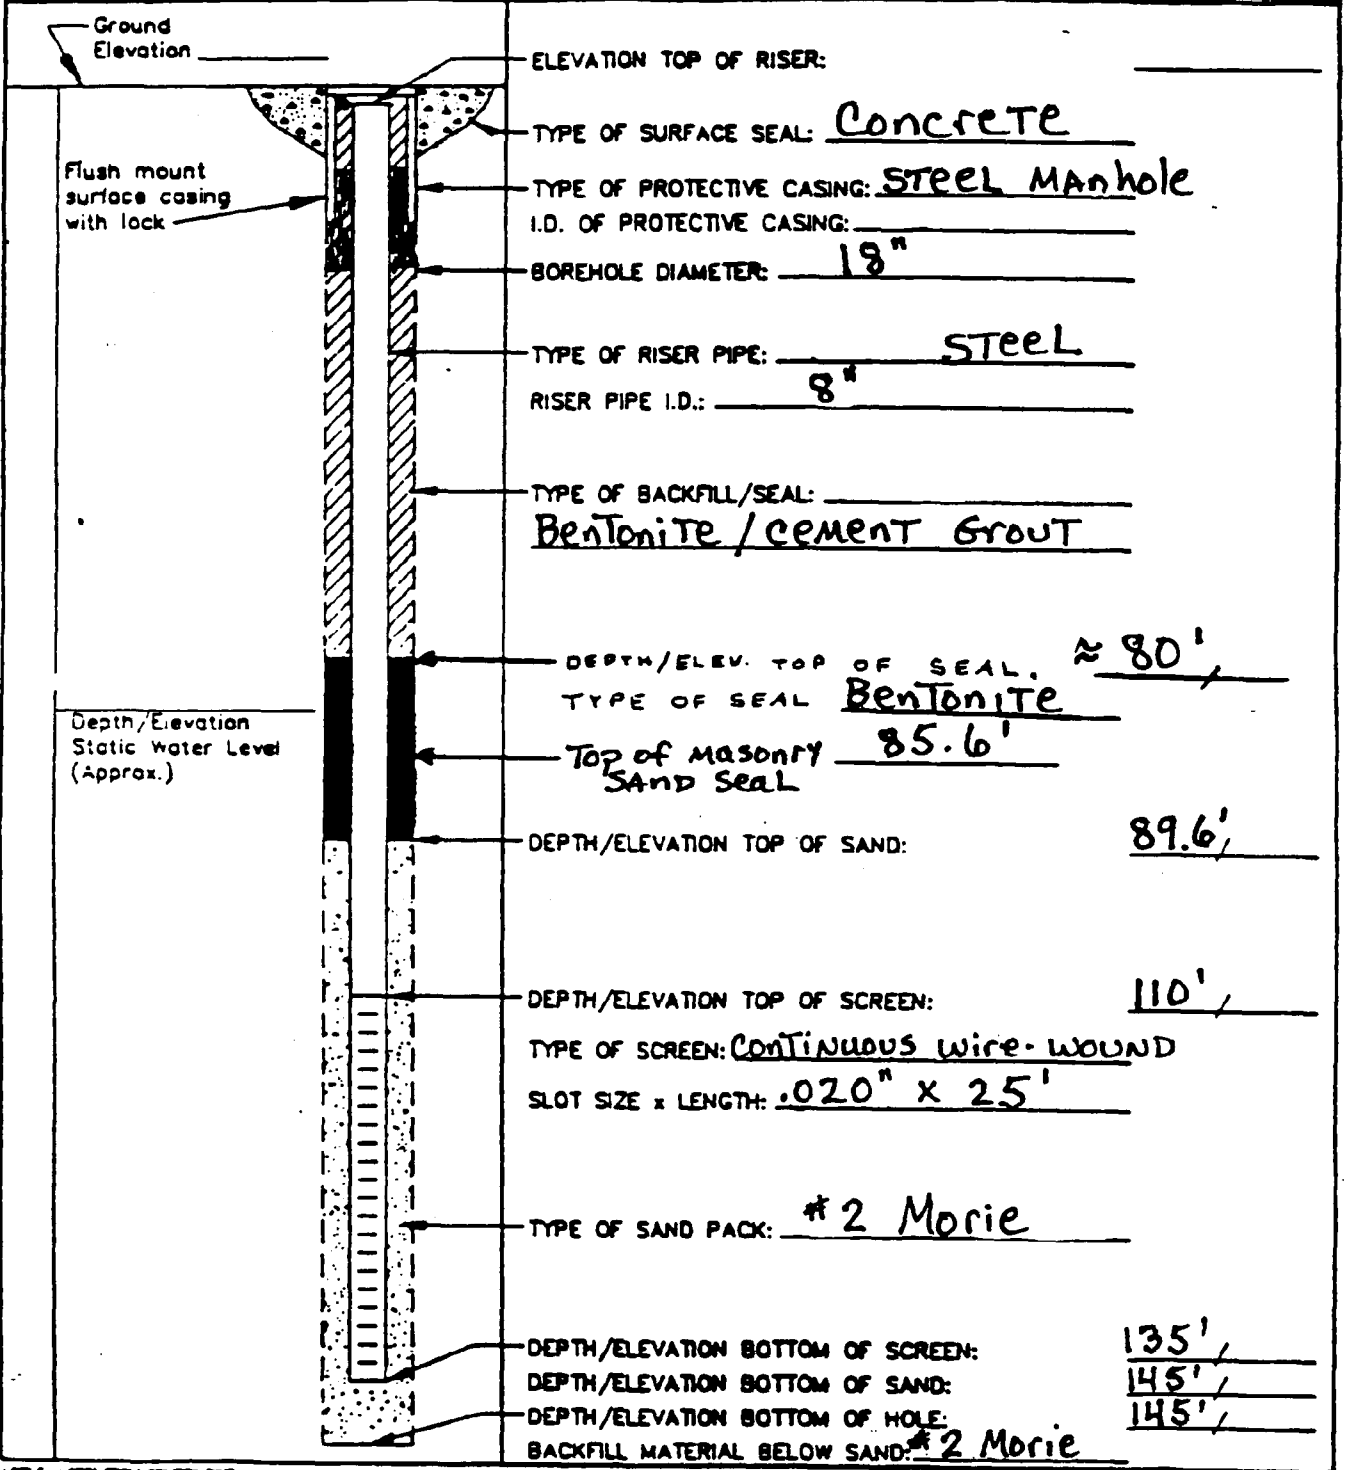 Ground
Elevation
ELEVATION TOP OF RISER:
TYPE OF SURFACE SEAL: Concrete
Flush mount
surface casing
with lock
TYPE OF PROTECTIVE CASING: STEEL MAnhole
I.D. OF PROTECTIVE CASING:
BOREHOLE DIAMETER: 18"
TYPE OF RISER PIPE: STeeL
RISER PIPE I.D.: 8"
TYPE OF BACKFILL/SEAL:
BenToniTe / cemenT GrouT
DEPTH/ELEV. TOP OF SEAL. ≈ 80',
TYPE OF SEAL BenToniTe
Depth/Elevation
Static Water Level
(Approx.)
Top of masonry 85.6'
SAnD SeaL
DEPTH/ELEVATION TOP OF SAND: 89.6',
DEPTH/ELEVATION TOP OF SCREEN: 110',
TYPE OF SCREEN: ConTinuous wire-wound
SLOT SIZE x LENGTH: .020" x 25'
TYPE OF SAND PACK: #2 Morie
DEPTH/ELEVATION BOTTOM OF SCREEN: 135',
DEPTH/ELEVATION BOTTOM OF SAND: 145',
DEPTH/ELEVATION BOTTOM OF HOLE: 145',
BACKFILL MATERIAL BELOW SAND: #2 Morie